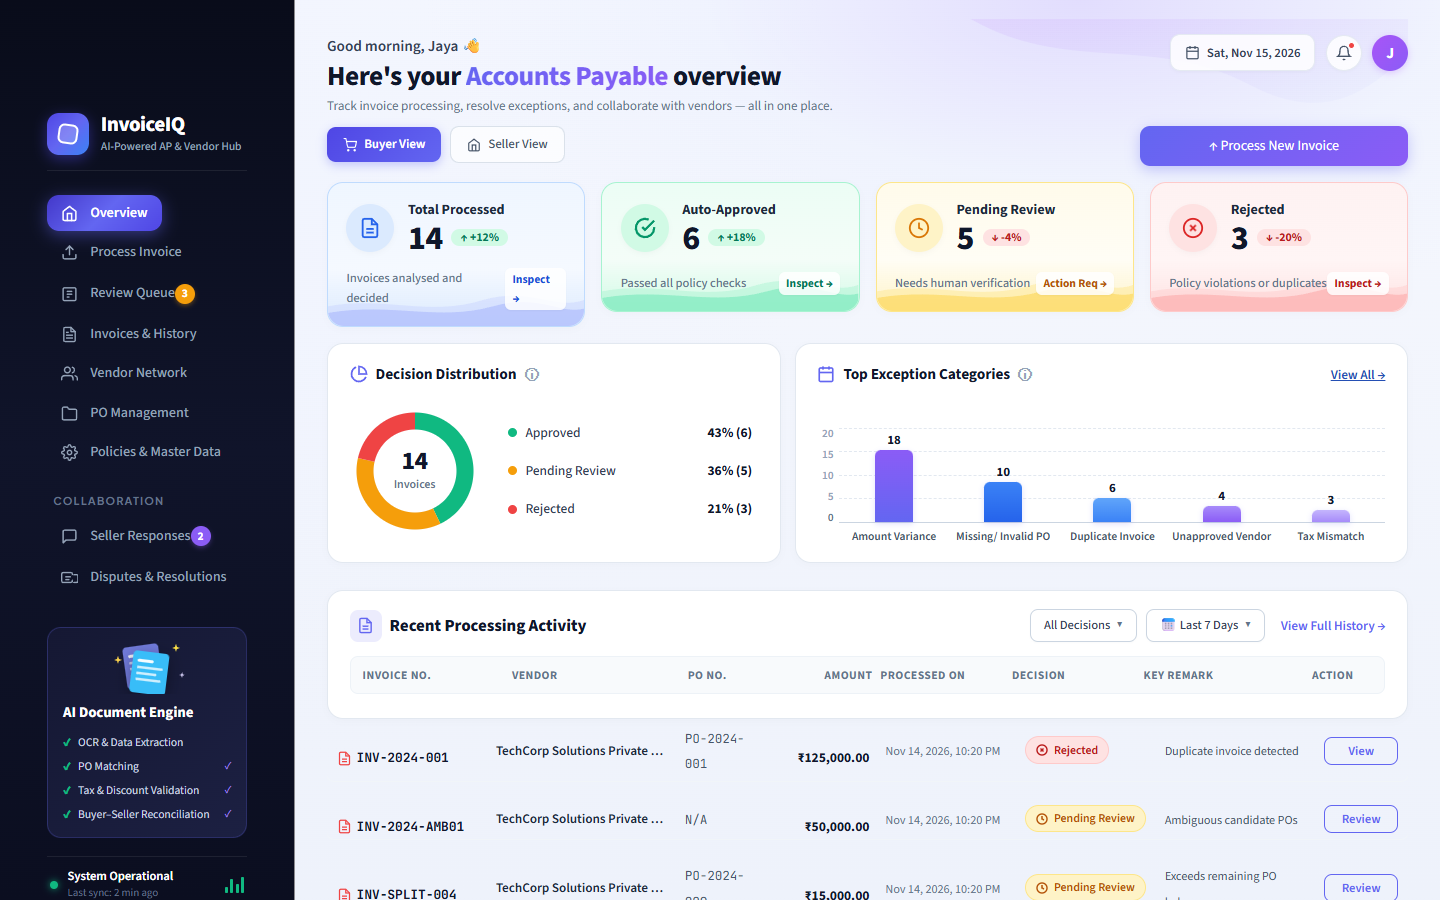 InvoiceIQ
AI-Powered AP & Vendor Hub
Overview
Process Invoice
Review Queue 3
Invoices & History
Vendor Network
PO Management
Policies & Master Data
COLLABORATION
Seller Responses 2
Disputes & Resolutions
AI Document Engine
✓ OCR & Data Extraction
✓ PO Matching ✓
✓ Tax & Discount Validation ✓
✓ Buyer–Seller Reconciliation ✓
System Operational
Last sync: 2 min ago
Good morning, Jaya 👋
Here's your Accounts Payable overview
Track invoice processing, resolve exceptions, and collaborate with vendors — all in one place.
Sat, Nov 15, 2026
J
Buyer View
Seller View
↑ Process New Invoice
Total Processed
14 ↑ +12%
Invoices analysed and
decided
Inspect
→
Auto-Approved
6 ↑ +18%
Passed all policy checks
Inspect →
Pending Review
5 ↓ -4%
Needs human verification
Action Req →
Rejected
3 ↓ -20%
Policy violations or duplicates
Inspect →
Decision Distribution
14
Invoices
Approved 43% (6)
Pending Review 36% (5)
Rejected 21% (3)
Top Exception Categories
View All →
20
15
10
5
0
18
10
6
4
3
Amount Variance
Missing/ Invalid PO
Duplicate Invoice
Unapproved Vendor
Tax Mismatch
Recent Processing Activity
All Decisions ▾
Last 7 Days ▾
View Full History →
INVOICE NO. VENDOR PO NO. AMOUNT PROCESSED ON DECISION KEY REMARK ACTION
INV-2024-001 TechCorp Solutions Private ... PO-2024-
001 ₹125,000.00 Nov 14, 2026, 10:20 PM Rejected Duplicate invoice detected View
INV-2024-AMB01 TechCorp Solutions Private ... N/A ₹50,000.00 Nov 14, 2026, 10:20 PM Pending Review Ambiguous candidate POs Review
INV-SPLIT-004 TechCorp Solutions Private ... PO-2024-
₹15,000.00 Nov 14, 2026, 10:20 PM Pending Review Exceeds remaining PO
Review